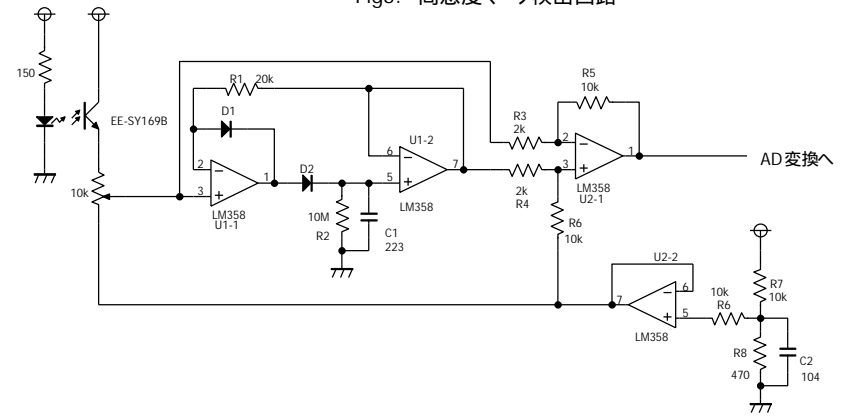 150
EE-SY169B
10k
R1 20k
D1
2
3
1
LM358
U1-1
D2
10M
R2
C1
223
U1-2
6
5
7
LM358
R3
2k
2k
R4
R5
10k
2
3
1
LM358
U2-1
AD変換へ
R6
10k
U2-2
6
5
7
LM358
10k
R6
R7
10k
R8
470
C2
104